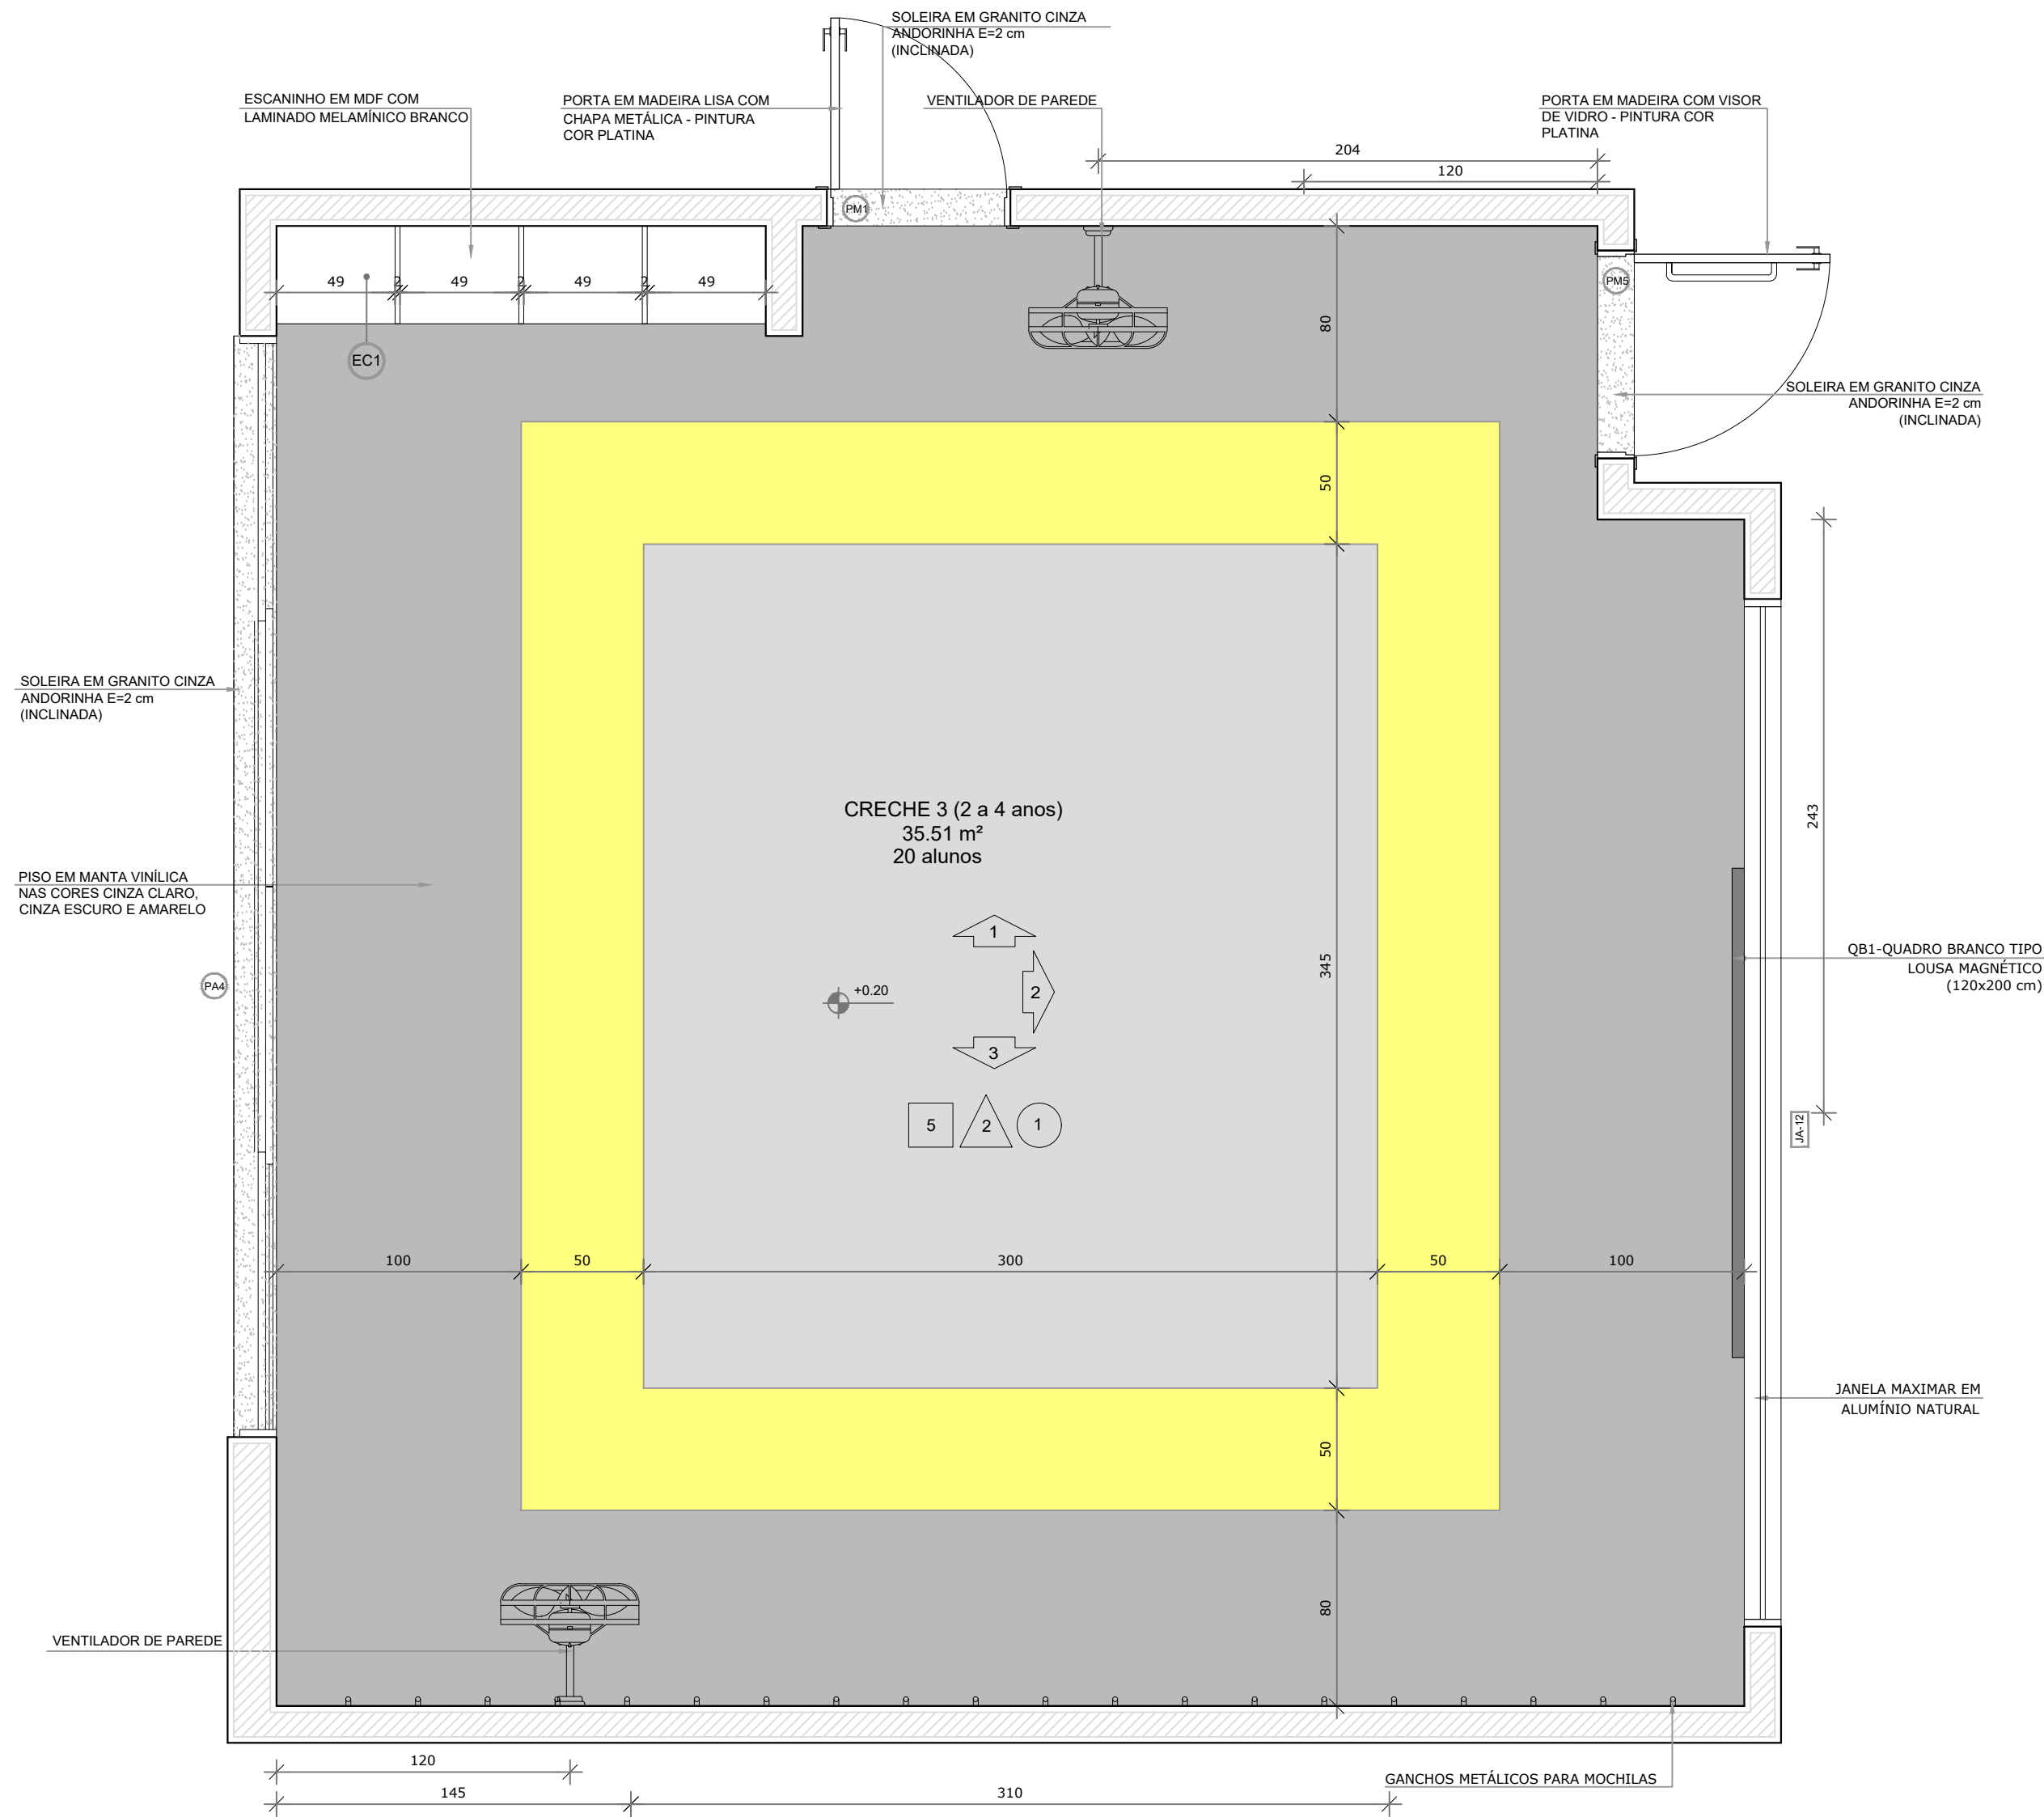 SOLEIRA EM GRANITO CINZA
ANDORINHA E=2 cm
(INCLINADA)
ESCANINHO EM MDF COM
LAMINADO MELAMÍNICO BRANCO
PORTA EM MADEIRA LISA COM
CHAPA METÁLICA - PINTURA
COR PLATINA
VENTILADOR DE PAREDE
PORTA EM MADEIRA COM VISOR
DE VIDRO - PINTURA COR
PLATINA
204
120
PM1
PM5
49
2
49
2
49
2
49
80
EC1
SOLEIRA EM GRANITO CINZA
ANDORINHA E=2 cm
(INCLINADA)
50
SOLEIRA EM GRANITO CINZA
ANDORINHA E=2 cm
(INCLINADA)
CRECHE 3 (2 a 4 anos)
35.51 m²
20 alunos
243
PISO EM MANTA VINÍLICA
NAS CORES CINZA CLARO,
CINZA ESCURO E AMARELO
1
345
QB1-QUADRO BRANCO TIPO
LOUSA MAGNÉTICO
(120x200 cm)
PA4
+0.20
2
3
5
2
1
JA-12
100
50
300
50
100
JANELA MAXIMAR EM
ALUMÍNIO NATURAL
50
80
VENTILADOR DE PAREDE
120
GANCHOS METÁLICOS PARA MOCHILAS
145
310